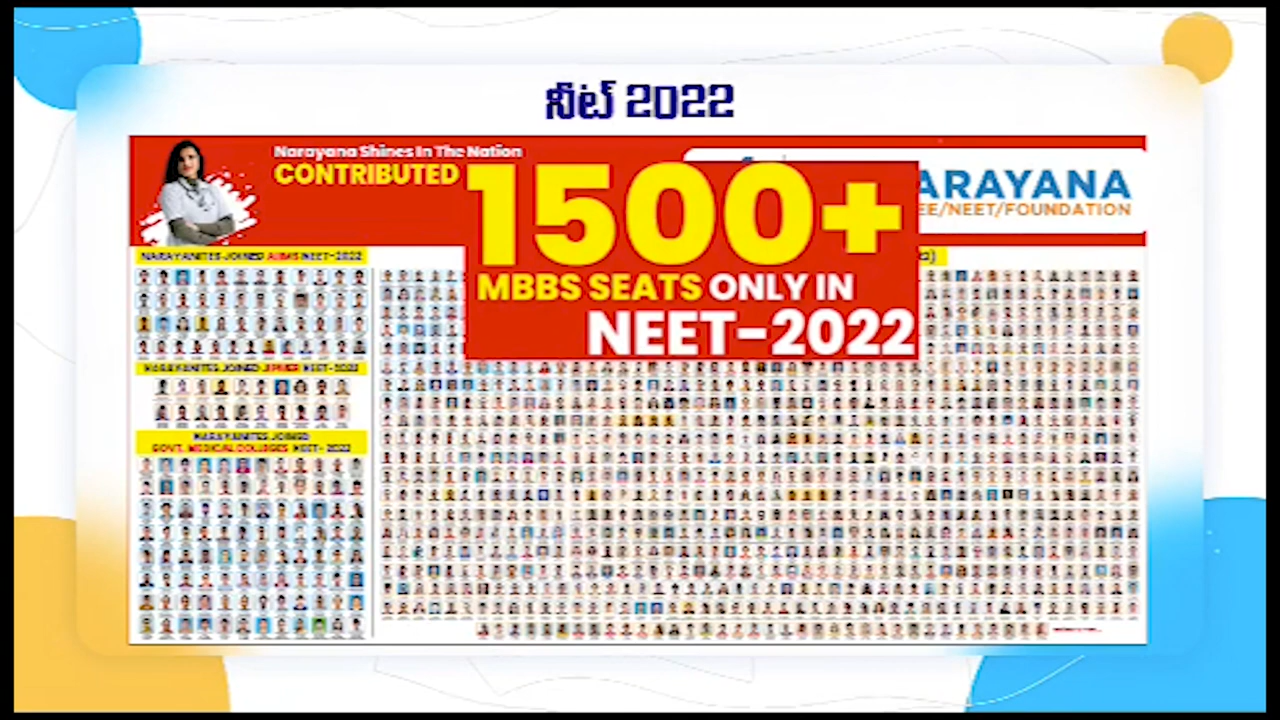 నీట్ 2022
Narayana Shines In The Nation
CONTRIBUTED
1500+
MBBS SEATS ONLY IN
NEET-2022
ARAYANA
EE/NEET/FOUNDATION
NARAYANITES JOINED AIIMS NEET-2022
NARAYANITES JOINED JIPMER NEET-2022
NARAYANITES JOINED
GOVT. MEDICAL COLLEGES NEET- 2022